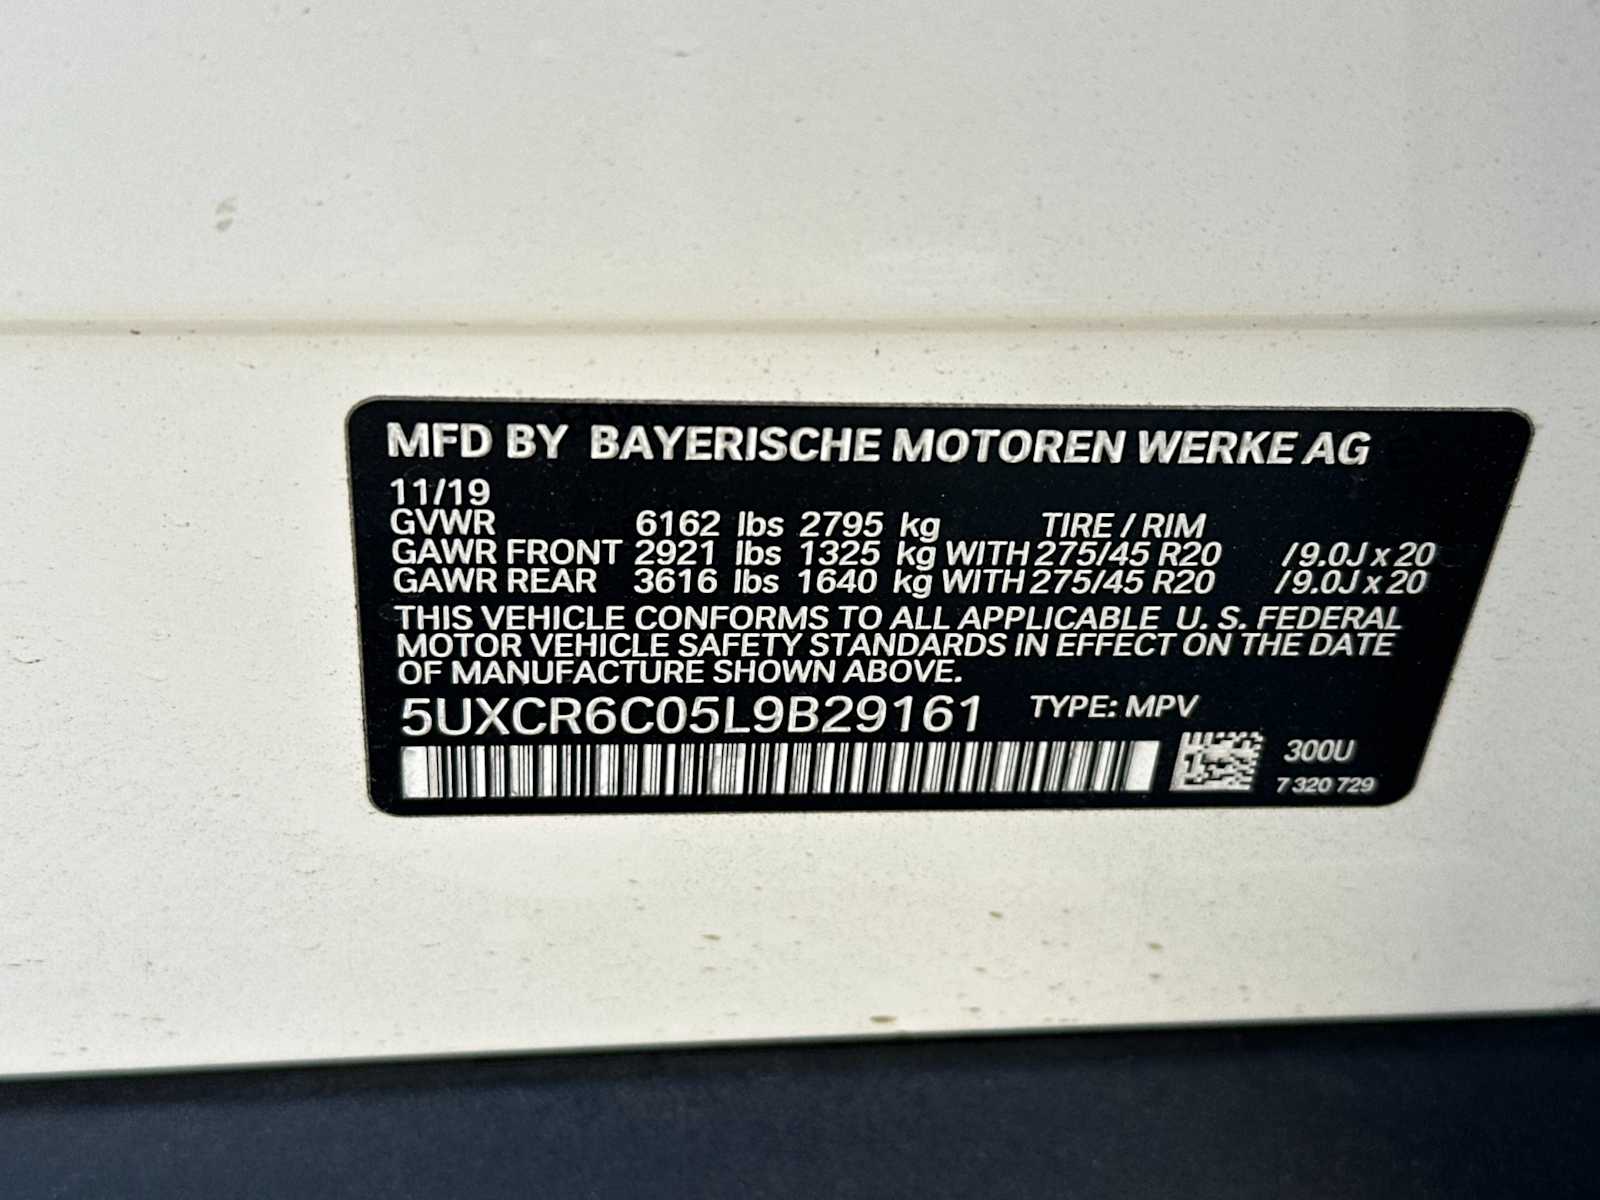 MFD BY BAYERISCHE MOTOREN WERKE AG
11/19
GVWR 6162 lbs 2795 kg TIRE / RIM
GAWR FRONT 2921 lbs 1325 kg WITH 275/45 R20 /9.0J x 20
GAWR REAR 3616 lbs 1640 kg WITH 275/45 R20 /9.0J x 20
THIS VEHICLE CONFORMS TO ALL APPLICABLE U. S. FEDERAL
MOTOR VEHICLE SAFETY STANDARDS IN EFFECT ON THE DATE
OF MANUFACTURE SHOWN ABOVE.
5UXCR6C05L9B29161 TYPE: MPV
300U
7 320 729